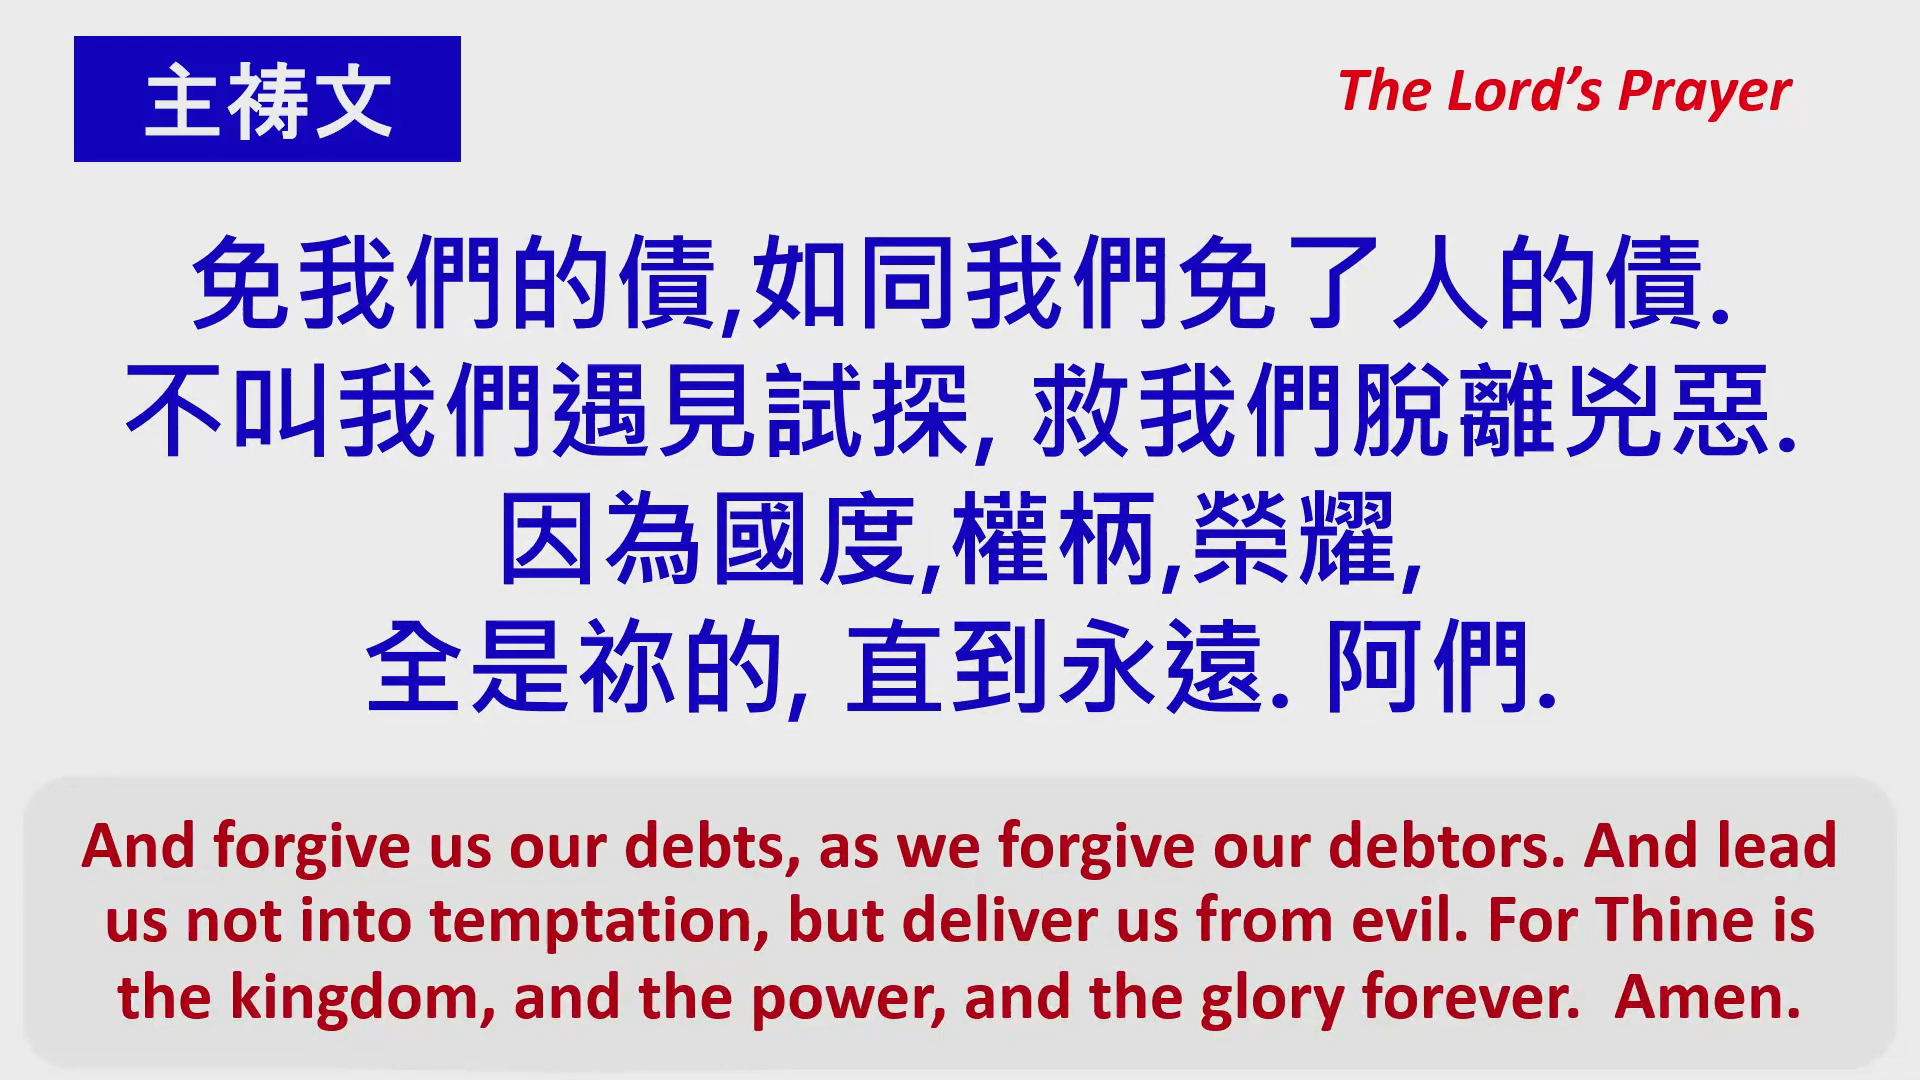 主祷文
The Lord’s Prayer
免我們的債,如同我們免了人的債.
不叫我們遇見試探, 救我們脫離兇惡.
因為國度,權柄,榮耀,
全是祢的, 直到永遠. 阿們.
And forgive us our debts, as we forgive our debtors. And lead
us not into temptation, but deliver us from evil. For Thine is
the kingdom, and the power, and the glory forever.  Amen.